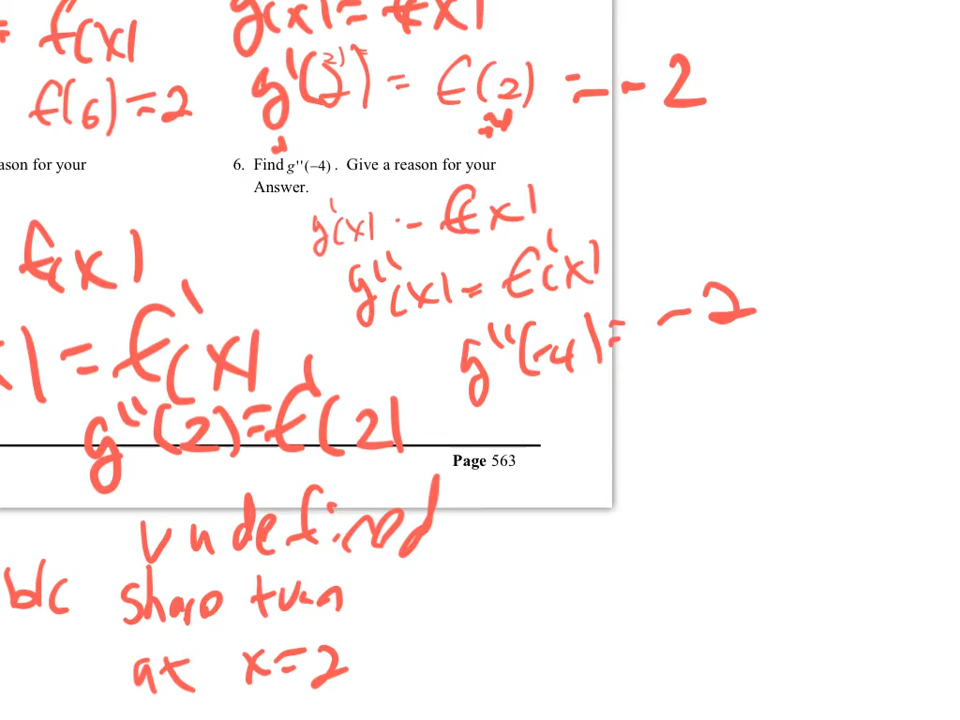 = f(x)
g'(x) = f(x)
f(6) = 2
g'(2) = f(2) = -2
ason for your
6. Find g''(–4). Give a reason for your
Answer.
g'(x) = f(x)
f(x)
g''(x) = f'(x)
g''(-4) = -2
x) = f'(x)
g''(2) = f'(2)
Page 563
undefined
b/c sharp turn
at x=2